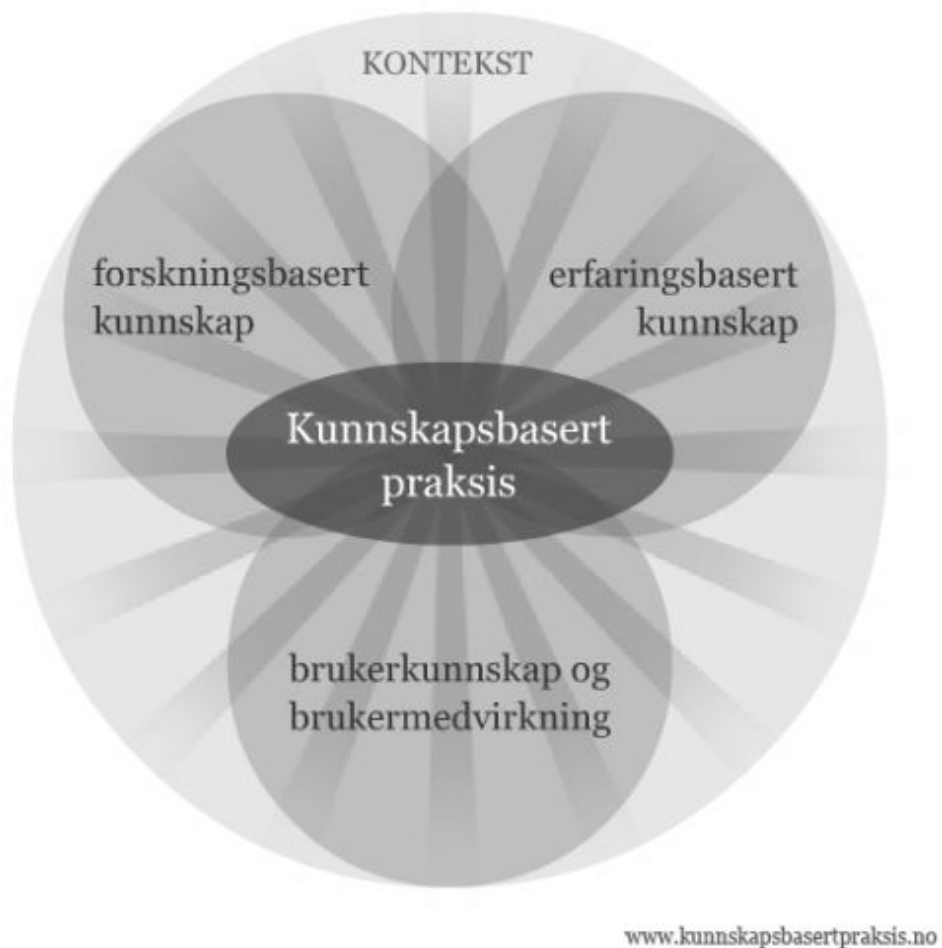 KONTEKST
forskningsbasert
kunnskap
erfaringsbasert
kunnskap
Kunnskapsbasert
praksis
brukerkunnskap og
brukermedvirkning
www.kunnskapsbasertpraksis.no